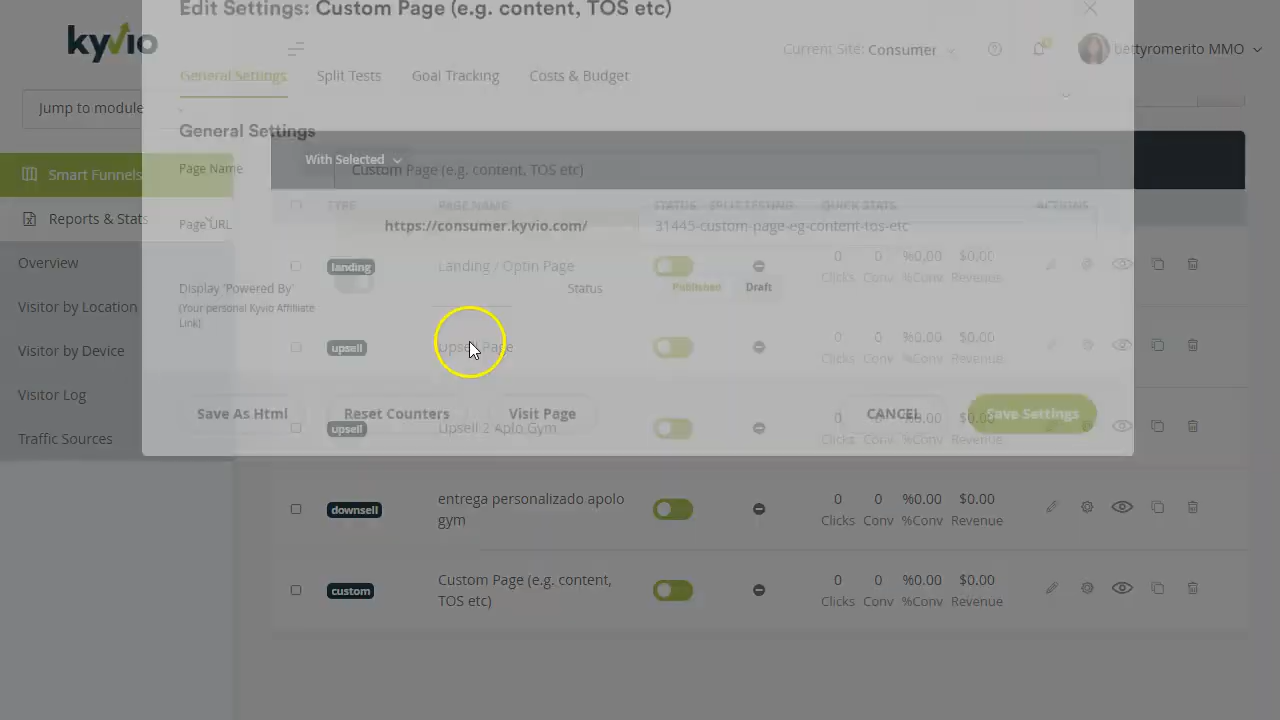 Edit Settings: Custom Page (e.g. content, TOS etc)
kyvio
Current Site: Consumer
bettyromerito MMO
General Settings
Split Tests
Goal Tracking
Costs & Budget
Jump to module
General Settings
With Selected
Page Name
Custom Page (e.g. content, TOS etc)
Smart Funnels
TYPE
PAGE NAME
STATUS
SPLIT TESTING
QUICK STATS
ACTIONS
Reports & Stats
Page URL
https://consumer.kyvio.com/
31445-custom-page-eg-content-tos-etc
Overview
landing
Landing / Optin Page
0 0 %0.00 $0.00
Clicks Conv %Conv Revenue
Display 'Powered By'
(Your personal Kyvio Affiliate
Link)
Status
Published
Draft
Visitor by Location
Visitor by Device
upsell
Upsell Page
0 0 %0.00 $0.00
Clicks Conv %Conv Revenue
Visitor Log
Save As Html
Reset Counters
Visit Page
CANCEL
Save Settings
upsell
Upsell 2 Aplo Gym
0 0 %0.00 $0.00
Clicks Conv %Conv Revenue
Traffic Sources
downsell
entrega personalizado apolo
gym
0 0 %0.00 $0.00
Clicks Conv %Conv Revenue
custom
Custom Page (e.g. content,
TOS etc)
0 0 %0.00 $0.00
Clicks Conv %Conv Revenue